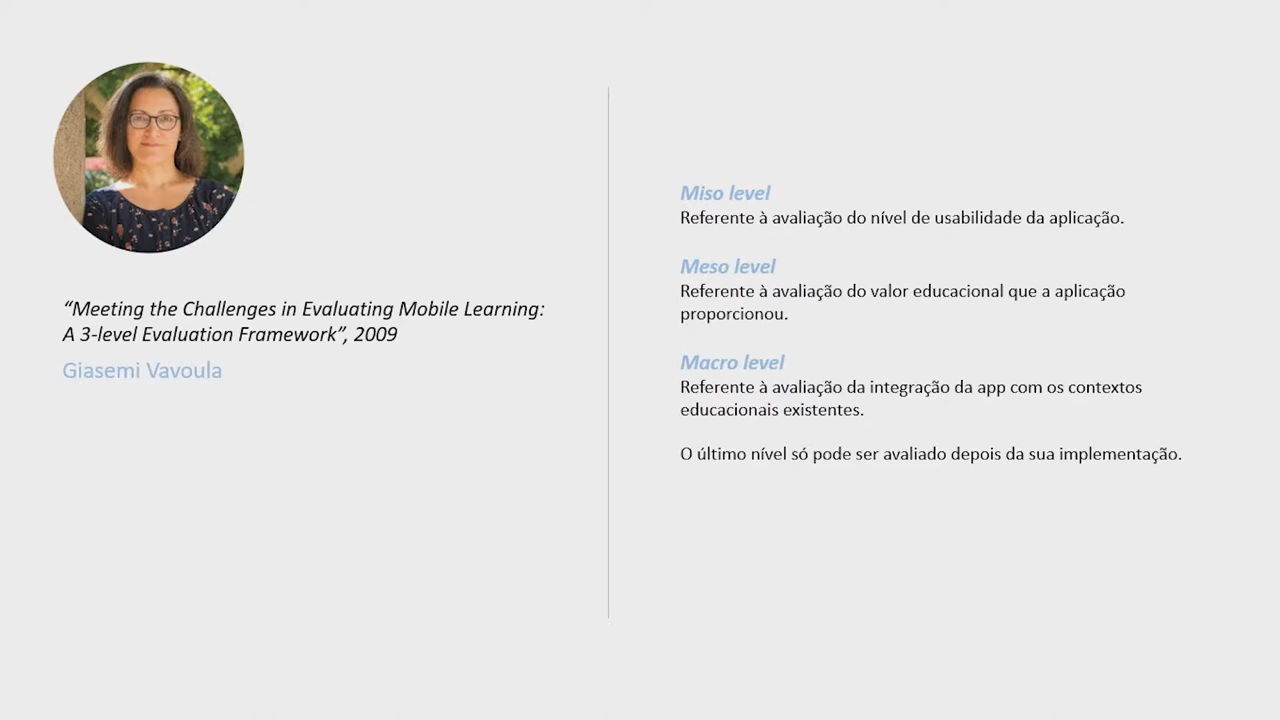 “Meeting the Challenges in Evaluating Mobile Learning:
A 3-level Evaluation Framework”, 2009
Giasemi Vavoula
Miso level
Referente à avaliação do nível de usabilidade da aplicação.
Meso level
Referente à avaliação do valor educacional que a aplicação
proporcionou.
Macro level
Referente à avaliação da integração da app com os contextos
educacionais existentes.
O último nível só pode ser avaliado depois da sua implementação.